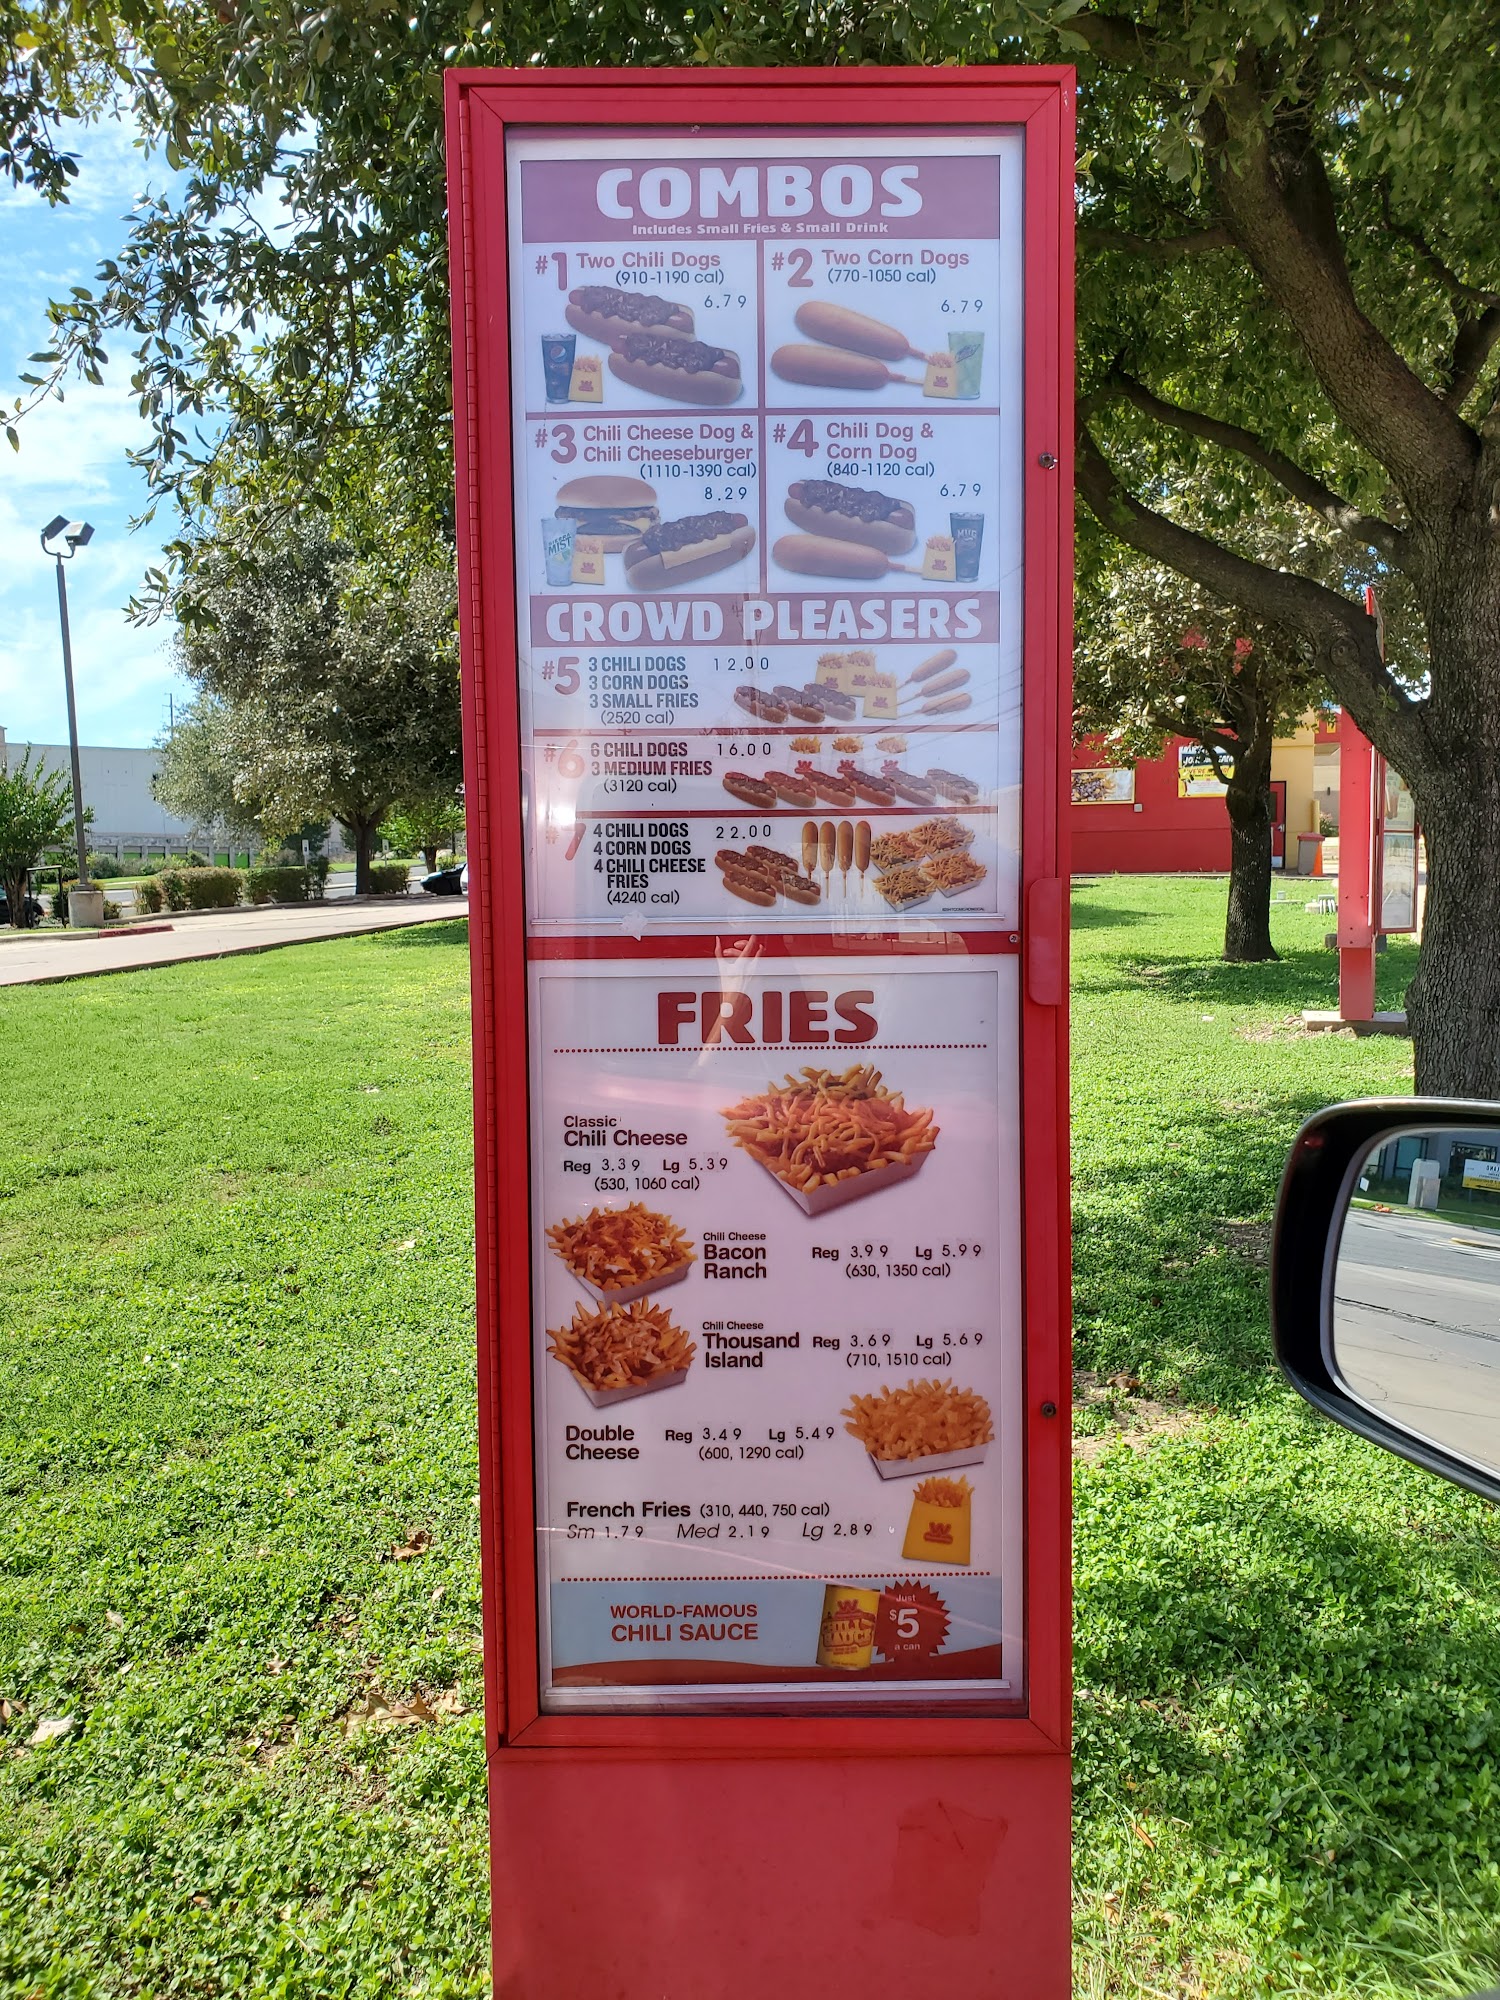 COMBOS
Includes Small Fries & Small Drink
#1 Two Chili Dogs
(910-1190 cal)
6.79
#2 Two Corn Dogs
(770-1050 cal)
6.79
#3 Chili Cheese Dog &
Chili Cheeseburger
(1110-1390 cal)
8.29
MIST
#4 Chili Dog &
Corn Dog
(840-1120 cal)
6.79
MUG
CROWD PLEASERS
#5 3 CHILI DOGS 12.00
3 CORN DOGS
3 SMALL FRIES
(2520 cal)
#6 6 CHILI DOGS 16.00
3 MEDIUM FRIES
(3120 cal)
#7 4 CHILI DOGS 22.00
4 CORN DOGS
4 CHILI CHEESE
FRIES
(4240 cal)
FRIES
Classic
Chili Cheese
Reg 3.39 Lg 5.39
(530, 1060 cal)
Chili Cheese
Bacon
Ranch
Reg 3.99 Lg 5.99
(630, 1350 cal)
Chili Cheese
Thousand
Island
Reg 3.69 Lg 5.69
(710, 1510 cal)
Double
Cheese
Reg 3.49 Lg 5.49
(600, 1290 cal)
French Fries (310, 440, 750 cal)
Sm 1.79 Med 2.19 Lg 2.89
WORLD-FAMOUS
CHILI SAUCE
CHILI
SAUCE
Just
$5
a can